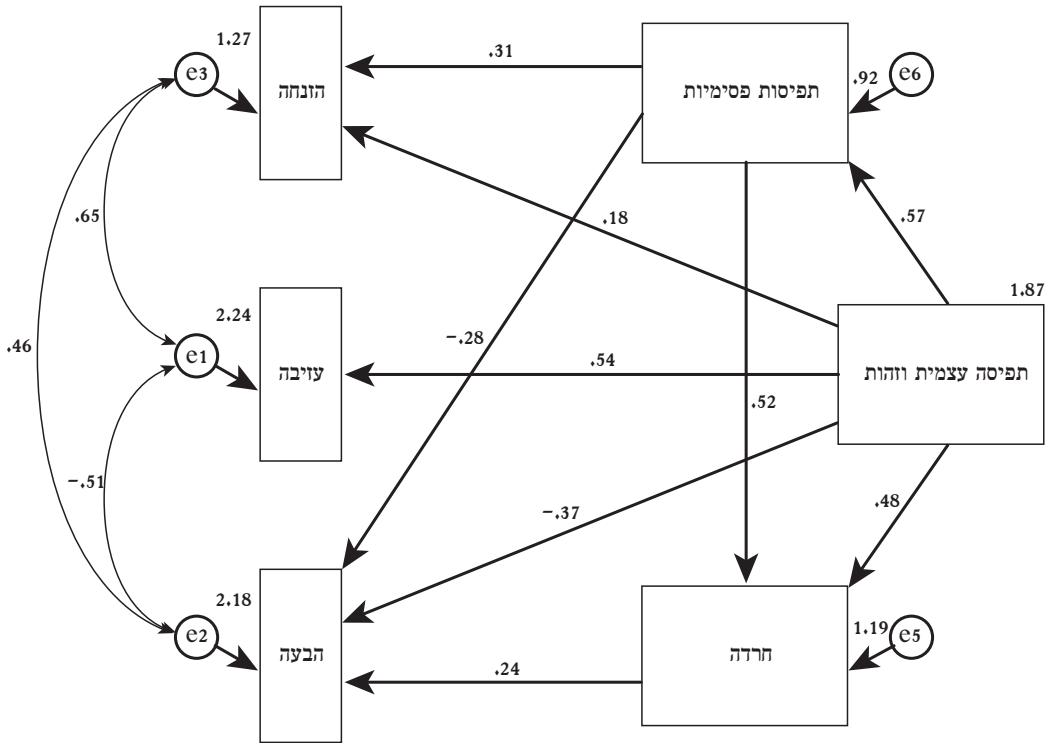 1.27
e3
הזנחה
.31
תפיסות פסימיות
.92
e6
.65
.18
.57
2.24
1.87
.46
e1
עזיבה
-.28
.54
תפיסה עצמית וזהות
.52
-.51
-.37
.48
2.18
e2
הבעה
.24
חרדה
1.19
e5